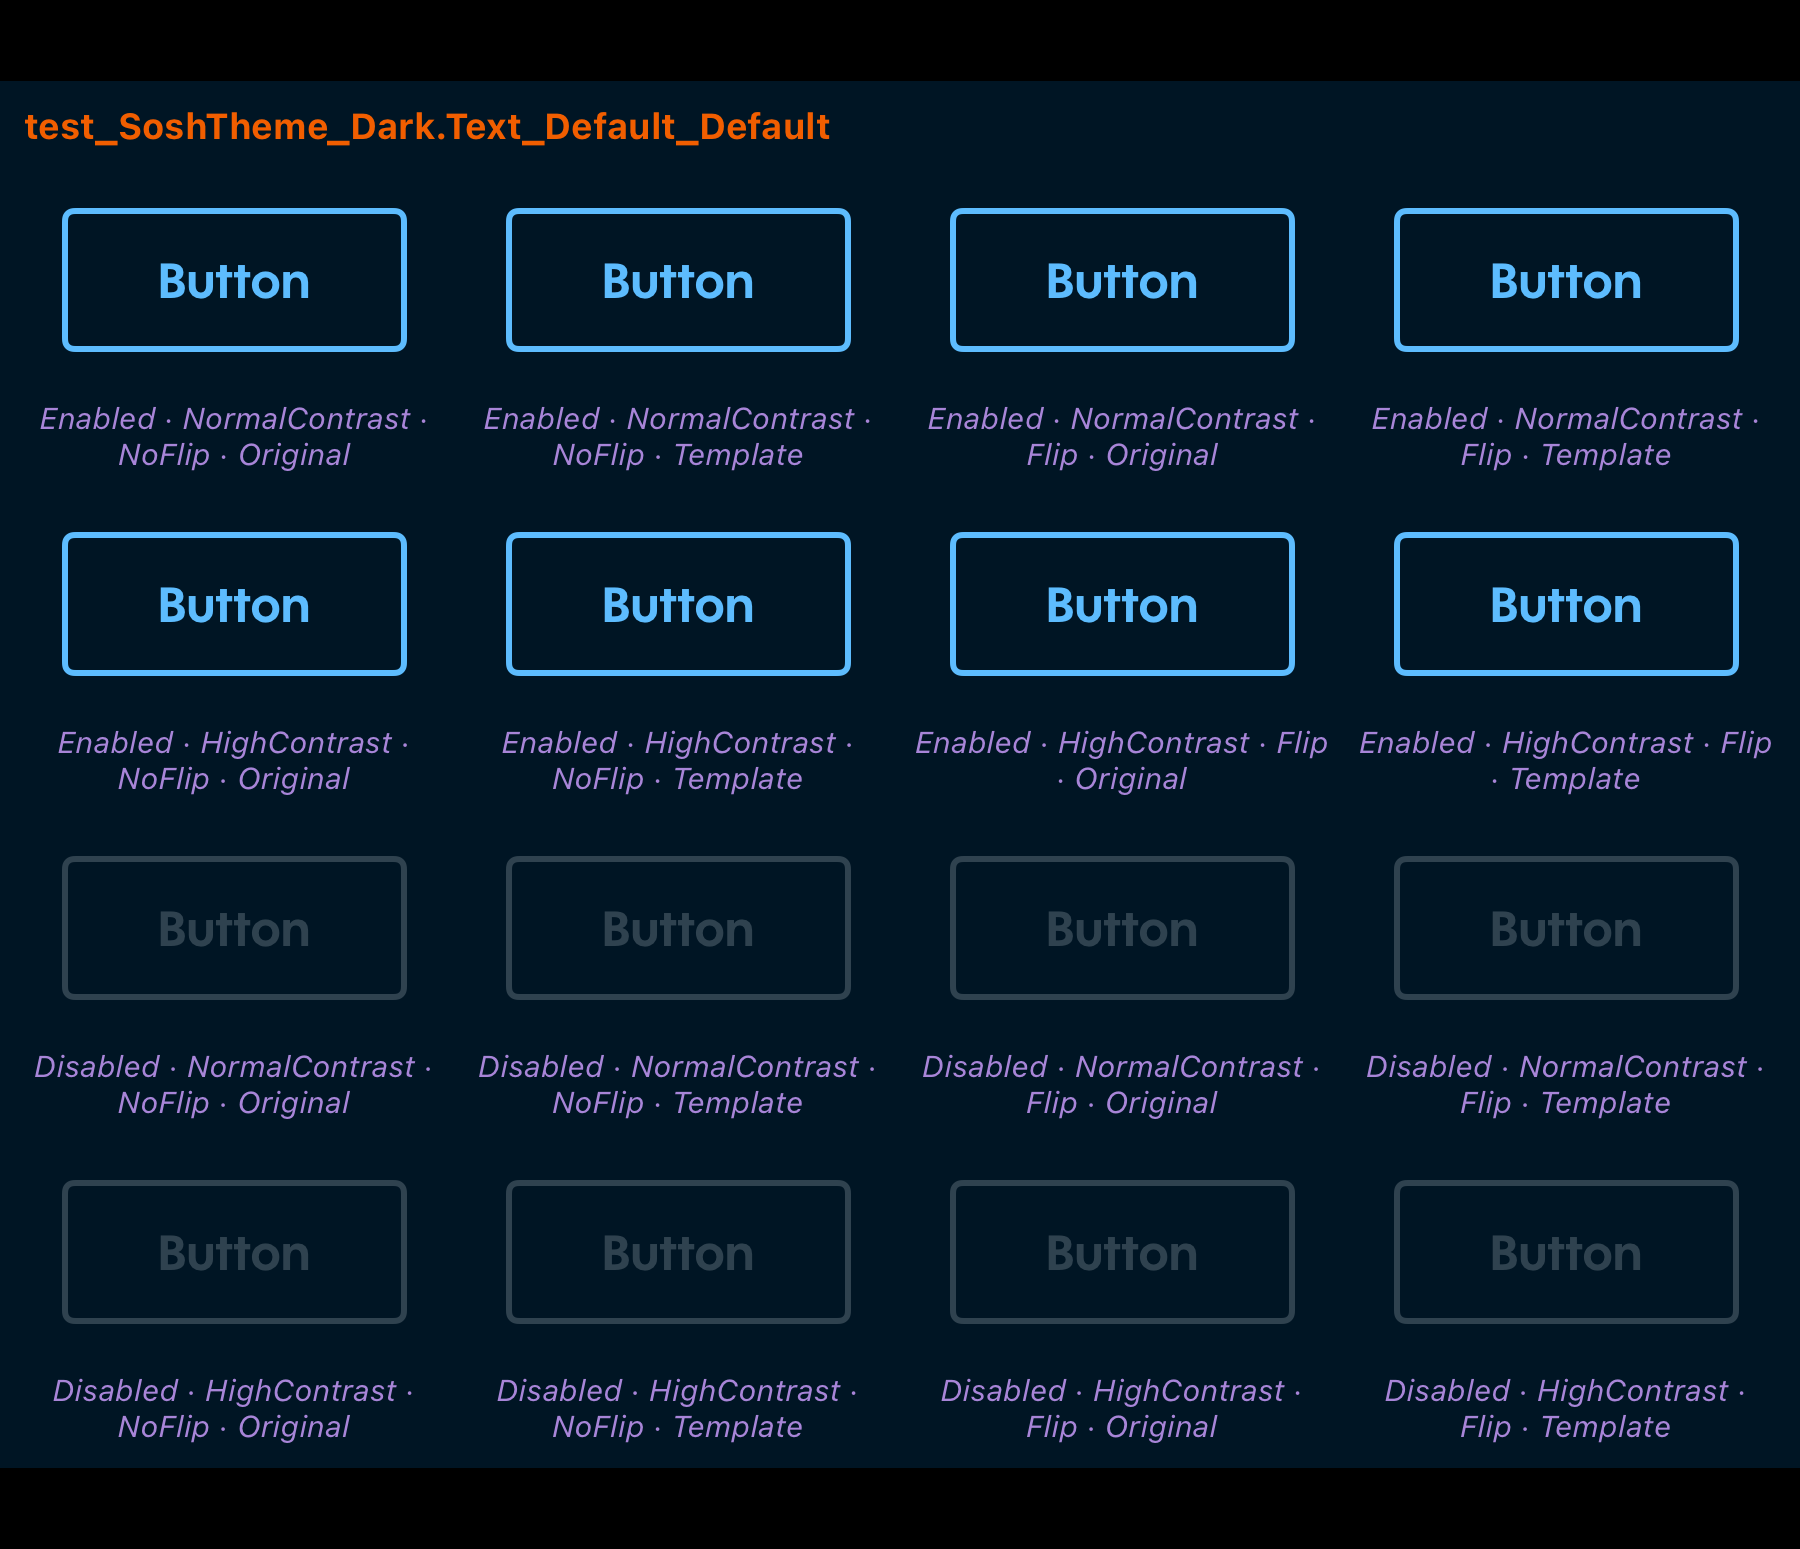 test_SoshTheme_Dark.Text_Default_Default
Button
Button
Button
Button
Enabled · NormalContrast ·
NoFlip · Original
Enabled · NormalContrast ·
NoFlip · Template
Enabled · NormalContrast ·
Flip · Original
Enabled · NormalContrast ·
Flip · Template
Button
Button
Button
Button
Enabled · HighContrast ·
NoFlip · Original
Enabled · HighContrast ·
NoFlip · Template
Enabled · HighContrast · Flip
· Original
Enabled · HighContrast · Flip
· Template
Button
Button
Button
Button
Disabled · NormalContrast ·
NoFlip · Original
Disabled · NormalContrast ·
NoFlip · Template
Disabled · NormalContrast ·
Flip · Original
Disabled · NormalContrast ·
Flip · Template
Button
Button
Button
Button
Disabled · HighContrast ·
NoFlip · Original
Disabled · HighContrast ·
NoFlip · Template
Disabled · HighContrast ·
Flip · Original
Disabled · HighContrast ·
Flip · Template